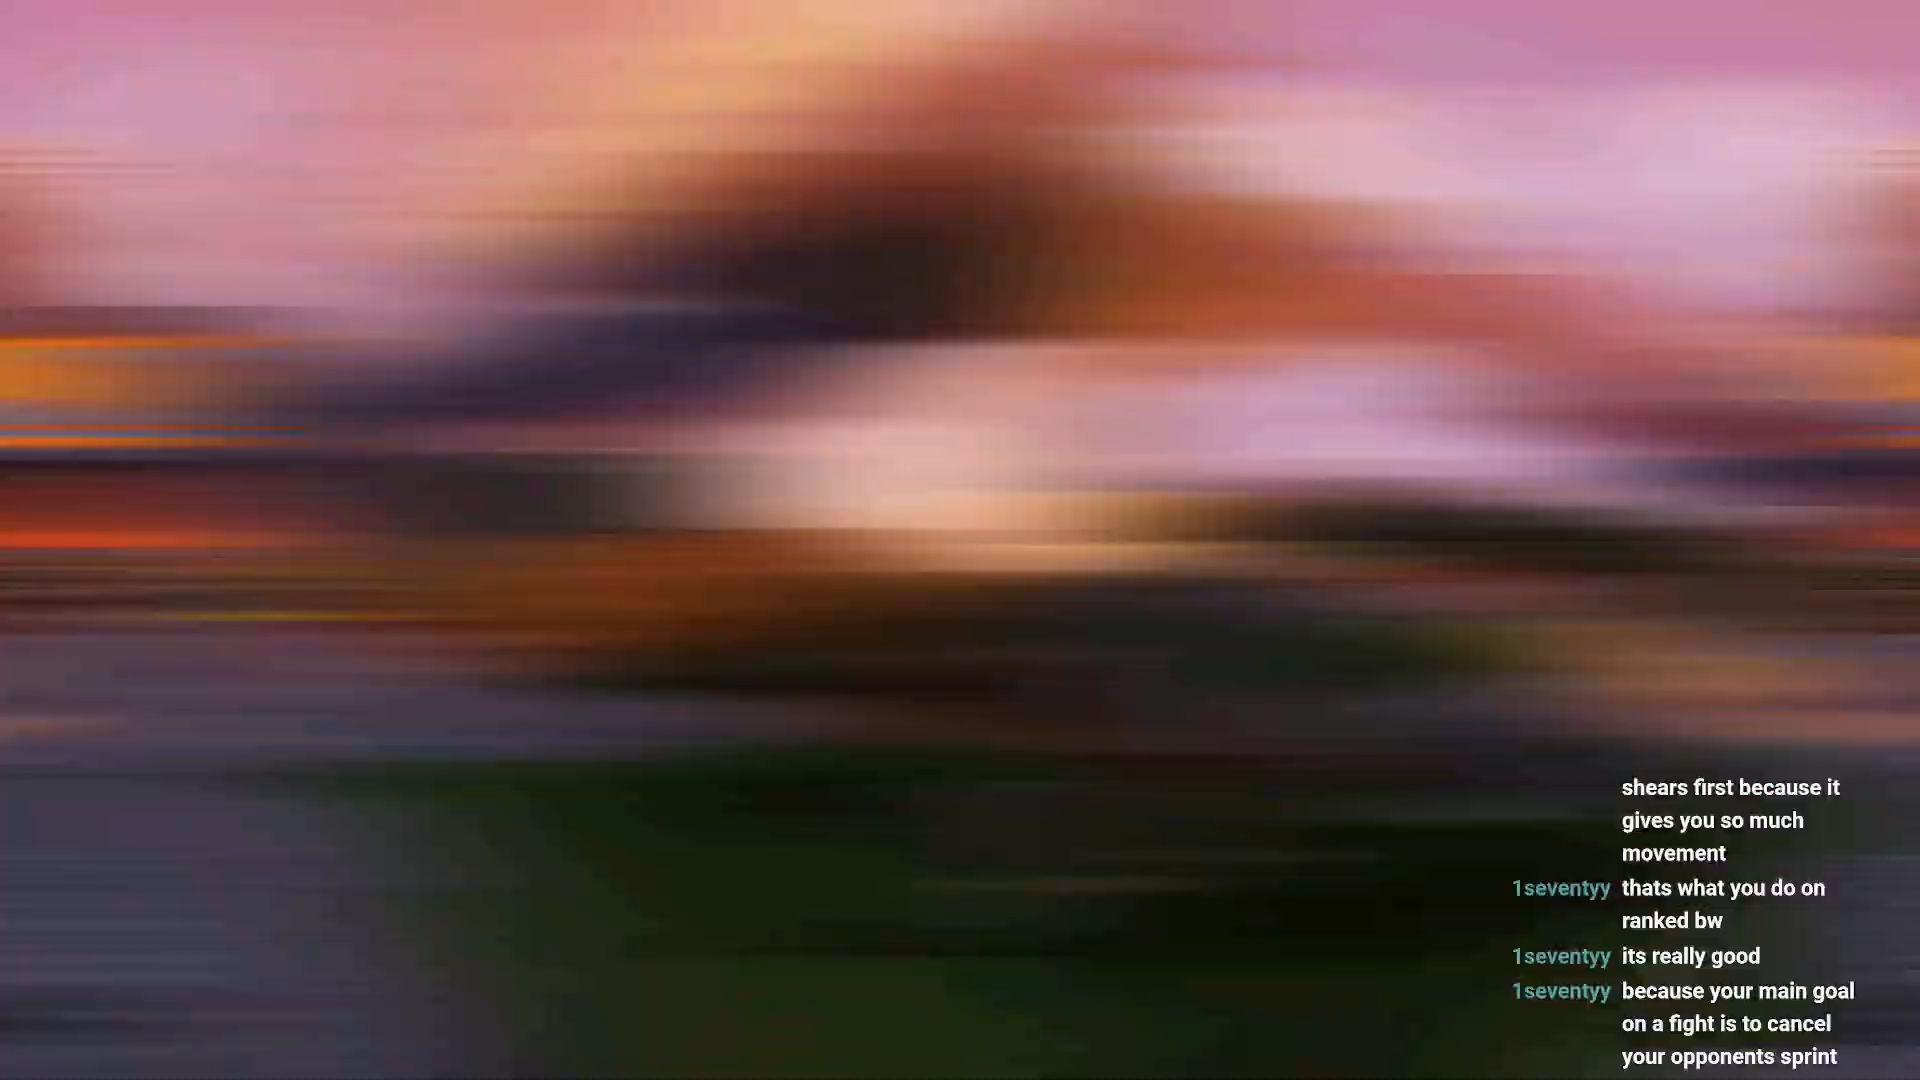 shears first because it
gives you so much
movement
1seventyy thats what you do on
ranked bw
1seventyy its really good
1seventyy because your main goal
on a fight is to cancel
your opponents sprint